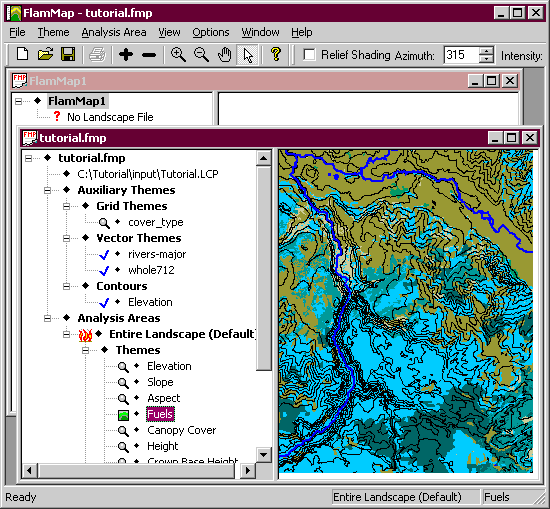 FlamMap - tutorial.fmp
File Theme Analysis Area View Options Window Help
Relief Shading Azimuth: 315 Intensity:
FMP FlamMap1
FlamMap1
? No Landscape File
FMP tutorial.fmp
tutorial.fmp
C:\Tutorial\input\Tutorial.LCP
Auxiliary Themes
Grid Themes
cover_type
Vector Themes
rivers-major
whole712
Contours
Elevation
Analysis Areas
Entire Landscape (Default)
Themes
Elevation
Slope
Aspect
Fuels
Canopy Cover
Height
Crown Base Height
Ready Entire Landscape (Default) Fuels